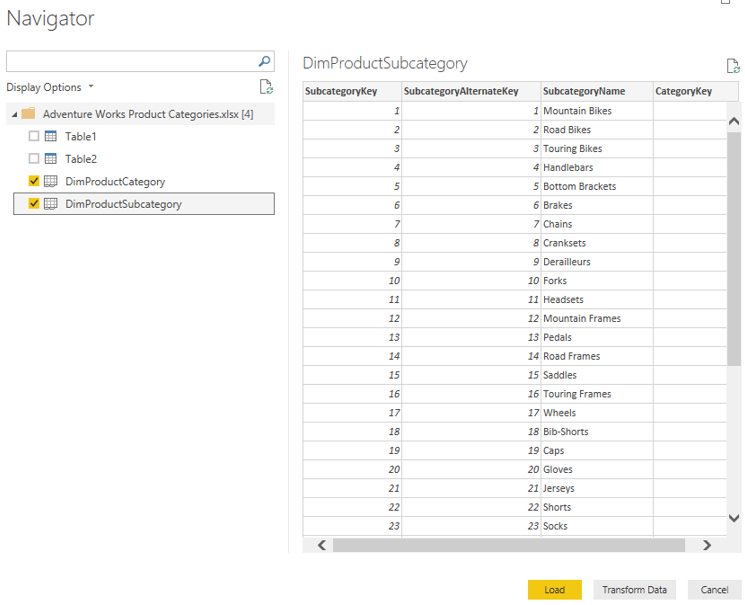 Navigator
Display Options
Adventure Works Product Categories.xlsx [4]
Table1
Table2
DimProductCategory
DimProductSubcategory
DimProductSubcategory
SubcategoryKey SubcategoryAlternateKey SubcategoryName CategoryKey
1 1 Mountain Bikes
2 2 Road Bikes
3 3 Touring Bikes
4 4 Handlebars
5 5 Bottom Brackets
6 6 Brakes
7 7 Chains
8 8 Cranksets
9 9 Derailleurs
10 10 Forks
11 11 Headsets
12 12 Mountain Frames
13 13 Pedals
14 14 Road Frames
15 15 Saddles
16 16 Touring Frames
17 17 Wheels
18 18 Bib-Shorts
19 19 Caps
20 20 Gloves
21 21 Jerseys
22 22 Shorts
23 23 Socks
Load Transform Data Cancel